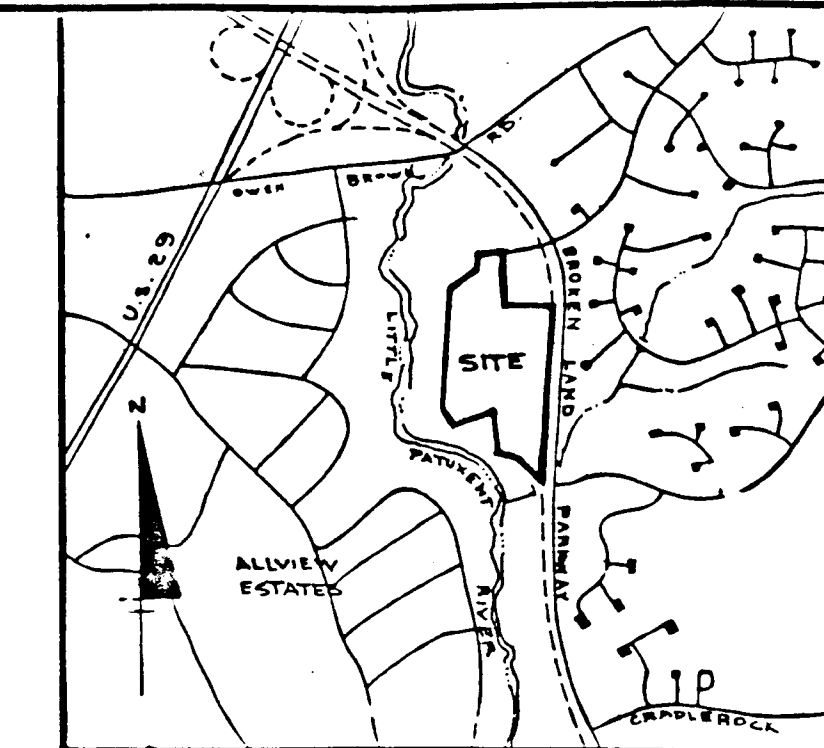 OWEN BROWN RD.
U.S. 29
BROKEN LAND PARKWAY
LITTLE PATUXENT RIVER
SITE
N
ALLVIEW
ESTATES
CRADLEROCK